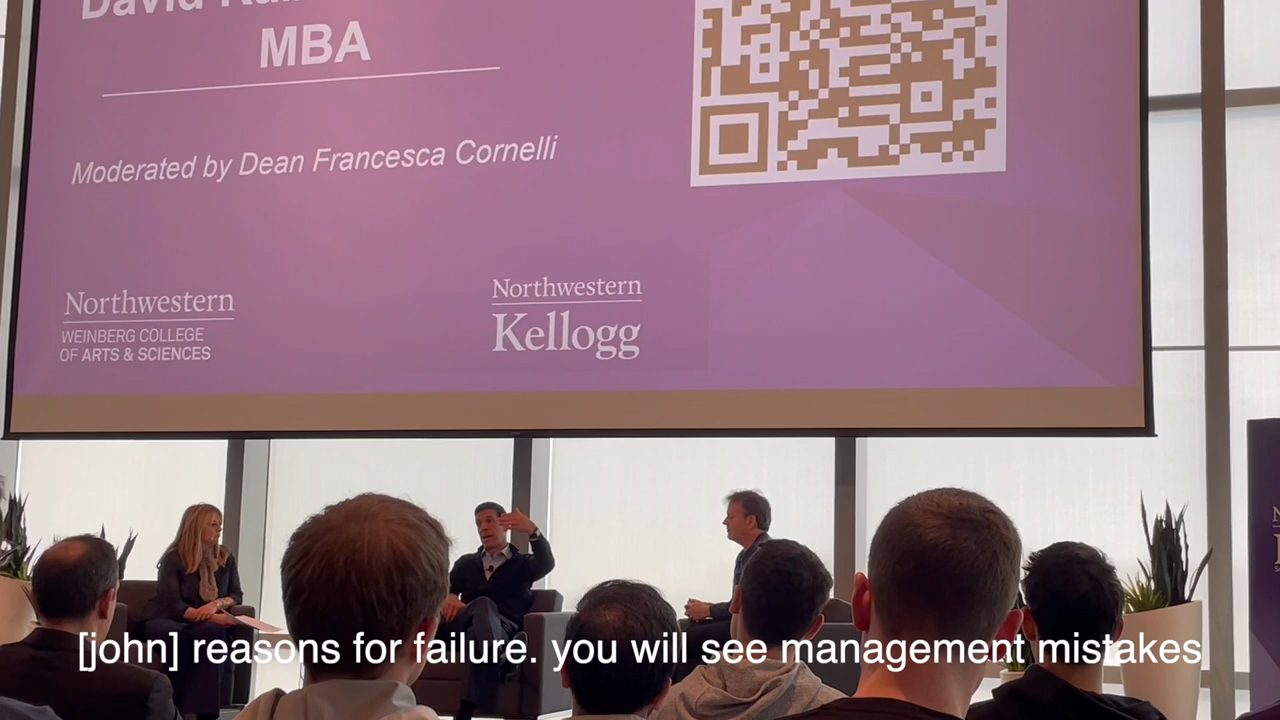 David
MBA
Moderated by Dean Francesca Cornelli
Northwestern
WEINBERG COLLEGE
OF ARTS & SCIENCES
Northwestern
Kellogg
[john] reasons for failure. you will see management mistakes